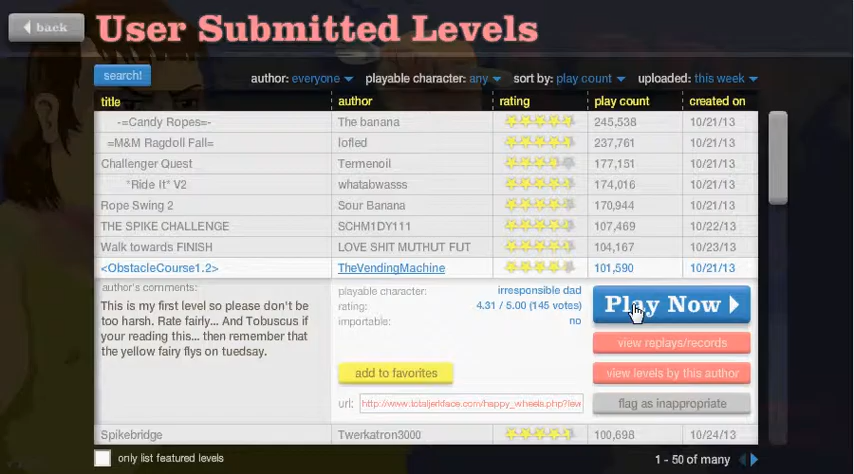 back
User Submitted Levels
search!
author: everyone playable character: any sort by: play count uploaded: this week
title author rating play count created on
-=Candy Ropes=- The banana 245,538 10/21/13
=M&M Ragdoll Fall= lofled 237,761 10/21/13
Challenger Quest Termenoil 177,151 10/21/13
*Ride It* V2 whatabwasss 174,016 10/21/13
Rope Swing 2 Sour Banana 170,944 10/21/13
THE SPIKE CHALLENGE SCHM1DY111 107,469 10/22/13
Walk towards FINISH LOVE SHIT MUTHUT FUT 104,167 10/23/13
<ObstacleCourse1.2> TheVendingMachine 101,590 10/21/13
author's comments:
This is my first level so please don't be
too harsh. Rate fairly... And Tobuscus if
your reading this... then remember that
the yellow fairy flys on tuedsay.
playable character: irresponsible dad
rating: 4.31 / 5.00 (145 votes)
importable: no
add to favorites
url: http://www.totaljerkface.com/happy_wheels.php?lev
Play Now
view replays/records
view levels by this author
flag as inappropriate
Spikebridge Twerkatron3000 100,698 10/24/13
only list featured levels
1 - 50 of many